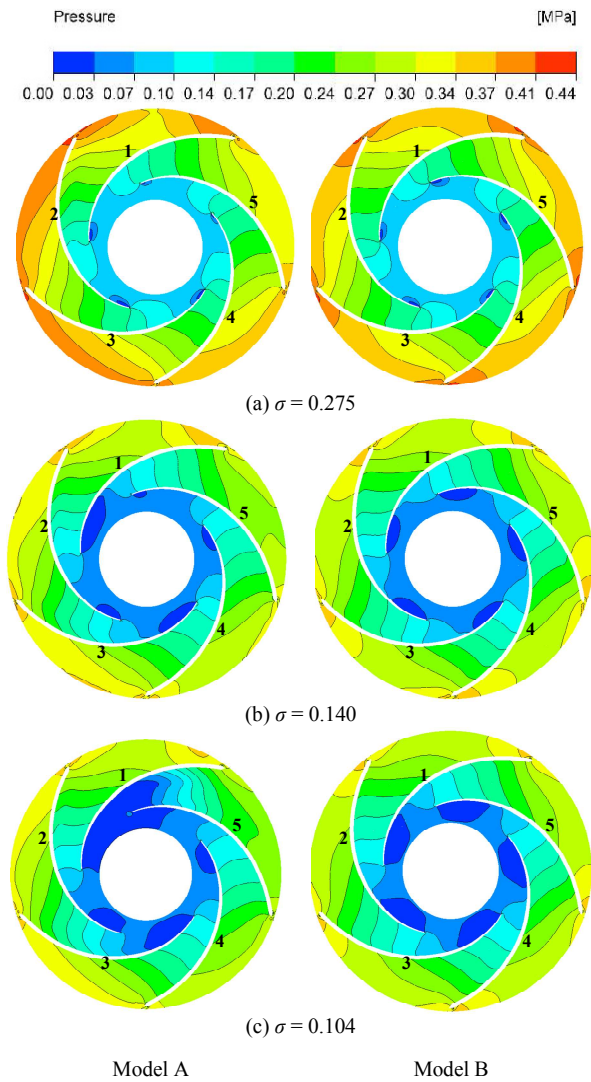 Pressure [MPa]
0.00 0.03 0.07 0.10 0.14 0.17 0.20 0.24 0.27 0.30 0.34 0.37 0.41 0.44
1 1
2 5 2 5
3 4 3 4
(a) σ = 0.275
1 1
2 5 2 5
3 4 3 4
(b) σ = 0.140
1 1
2 5 2 5
3 4 3 4
(c) σ = 0.104
Model A Model B